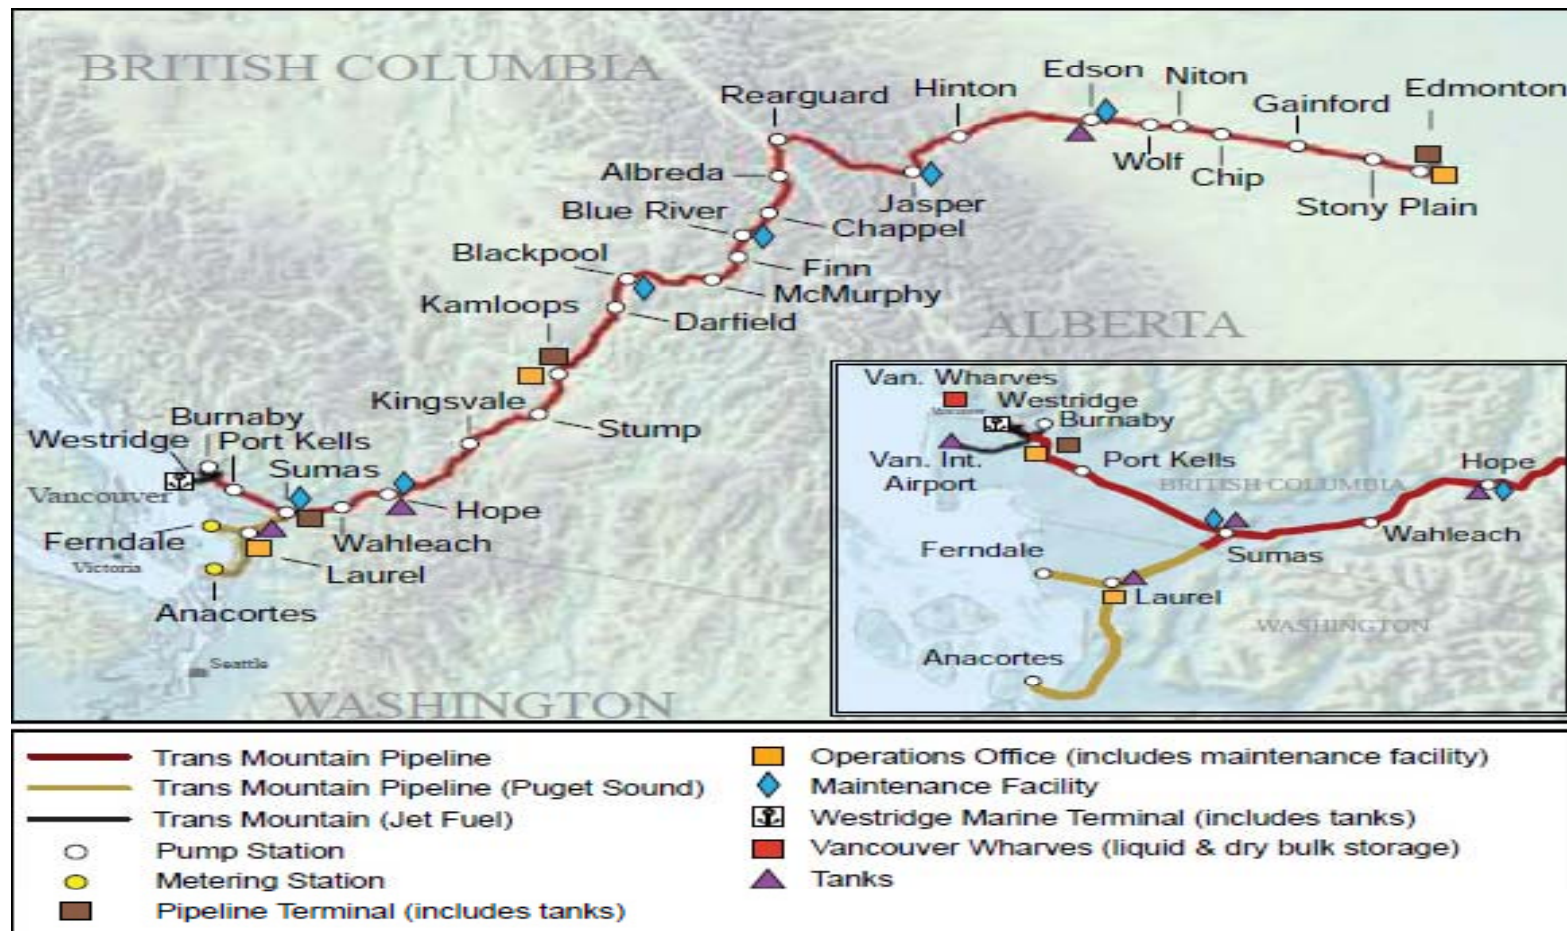 BRITISH COLUMBIA
Rearguard
Hinton
Edson
Niton
Gainford
Edmonton
Albreda
Wolf
Chip
Stony Plain
Jasper
Blue River
Chappel
Blackpool
Finn
McMurphy
Kamloops
Darfield
ALBERTA
Kingsvale
Stump
Burnaby
Westridge
Port Kells
Sumas
Hope
Vancouver
Wahleach
Ferndale
Victoria
Laurel
Anacortes
Seattle
WASHINGTON
Van. Wharves
Westridge
Burnaby
Van. Int.
Airport
Port Kells
BRITISH COLUMBIA
Hope
Wahleach
Sumas
Ferndale
Laurel
WASHINGTON
Anacortes
Trans Mountain Pipeline
Trans Mountain Pipeline (Puget Sound)
Trans Mountain (Jet Fuel)
Pump Station
Metering Station
Pipeline Terminal (includes tanks)
Operations Office (includes maintenance facility)
Maintenance Facility
Westridge Marine Terminal (includes tanks)
Vancouver Wharves (liquid & dry bulk storage)
Tanks